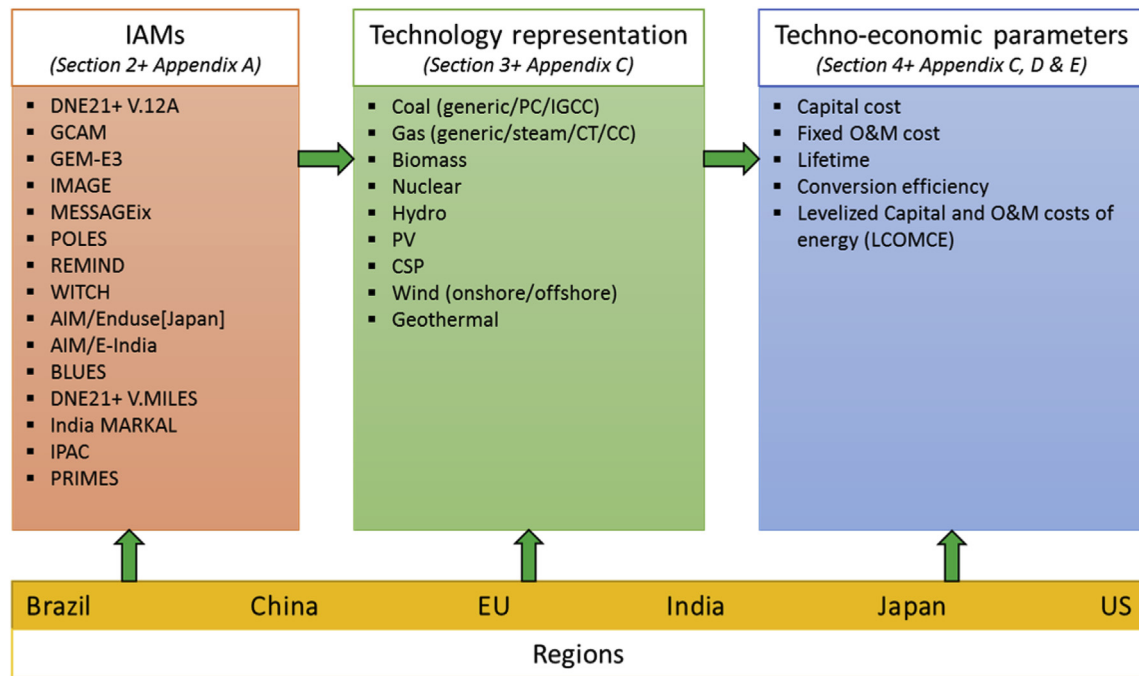 IAMs
(Section 2+ Appendix A)
▪ DNE21+ V.12A
▪ GCAM
▪ GEM-E3
▪ IMAGE
▪ MESSAGEix
▪ POLES
▪ REMIND
▪ WITCH
▪ AIM/Enduse[Japan]
▪ AIM/E-India
▪ BLUES
▪ DNE21+ V.MILES
▪ India MARKAL
▪ IPAC
▪ PRIMES
Technology representation
(Section 3+ Appendix C)
▪ Coal (generic/PC/IGCC)
▪ Gas (generic/steam/CT/CC)
▪ Biomass
▪ Nuclear
▪ Hydro
▪ PV
▪ CSP
▪ Wind (onshore/offshore)
▪ Geothermal
Techno-economic parameters
(Section 4+ Appendix C, D & E)
▪ Capital cost
▪ Fixed O&M cost
▪ Lifetime
▪ Conversion efficiency
▪ Levelized Capital and O&M costs of
energy (LCOMCE)
Brazil China EU India Japan US
Regions